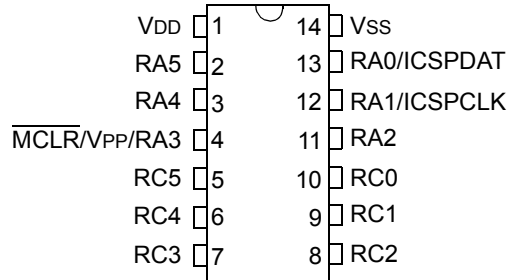 VDD 1 14 VSS
RA5 2 13 RA0/ICSPDAT
RA4 3 12 RA1/ICSPCLK
MCLR/VPP/RA3 4 11 RA2
RC5 5 10 RC0
RC4 6 9 RC1
RC3 7 8 RC2